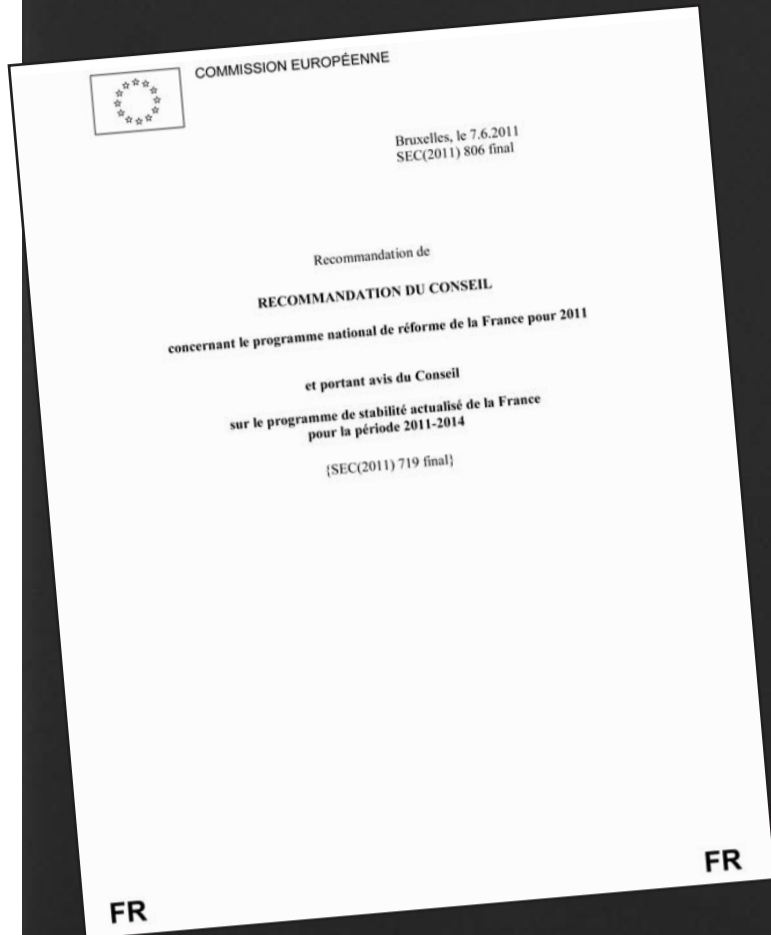 COMMISSION EUROPÉENNE
Bruxelles, le 7.6.2011
SEC(2011) 806 final
Recommandation de
RECOMMANDATION DU CONSEIL
concernant le programme national de réforme de la France pour 2011
et portant avis du Conseil
sur le programme de stabilité actualisé de la France
pour la période 2011-2014
{SEC(2011) 719 final}
FR
FR